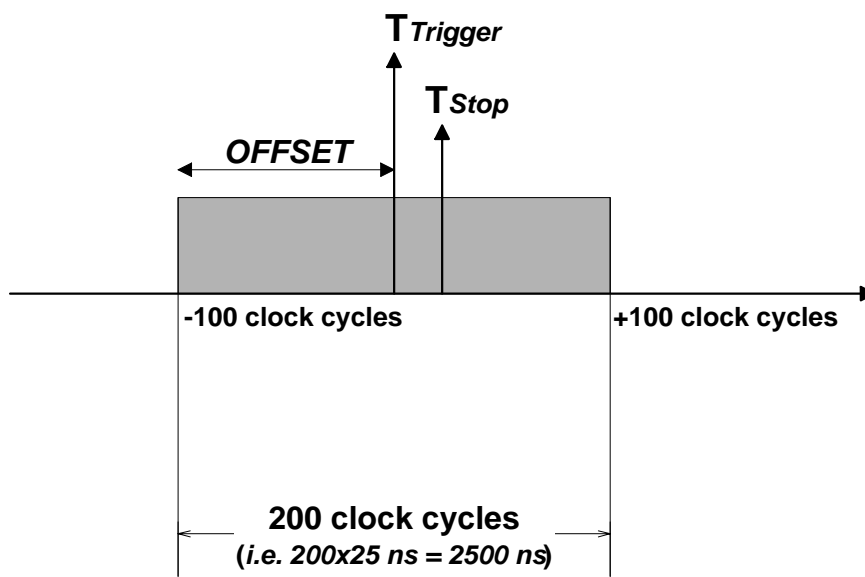 TTrigger
TStop
OFFSET
-100 clock cycles
+100 clock cycles
200 clock cycles
(i.e. 200x25 ns = 2500 ns)